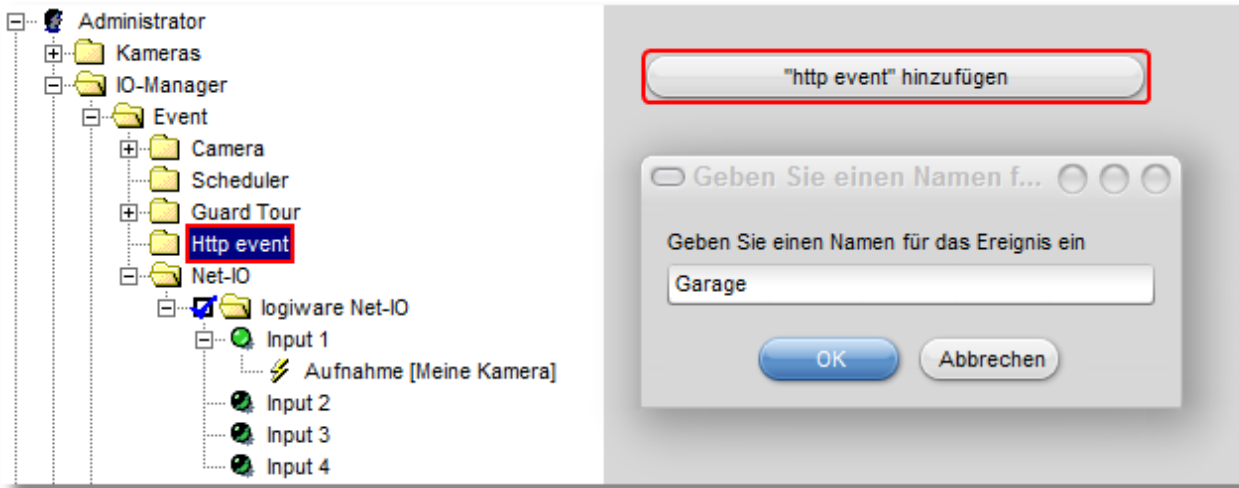 Administrator
Kameras
IO-Manager
Event
Camera
Scheduler
Guard Tour
Http event
Net-IO
logiware Net-IO
Input 1
Aufnahme [Meine Kamera]
Input 2
Input 3
Input 4
"http event" hinzufügen
Geben Sie einen Namen f...
Geben Sie einen Namen für das Ereignis ein
Garage
OK
Abbrechen